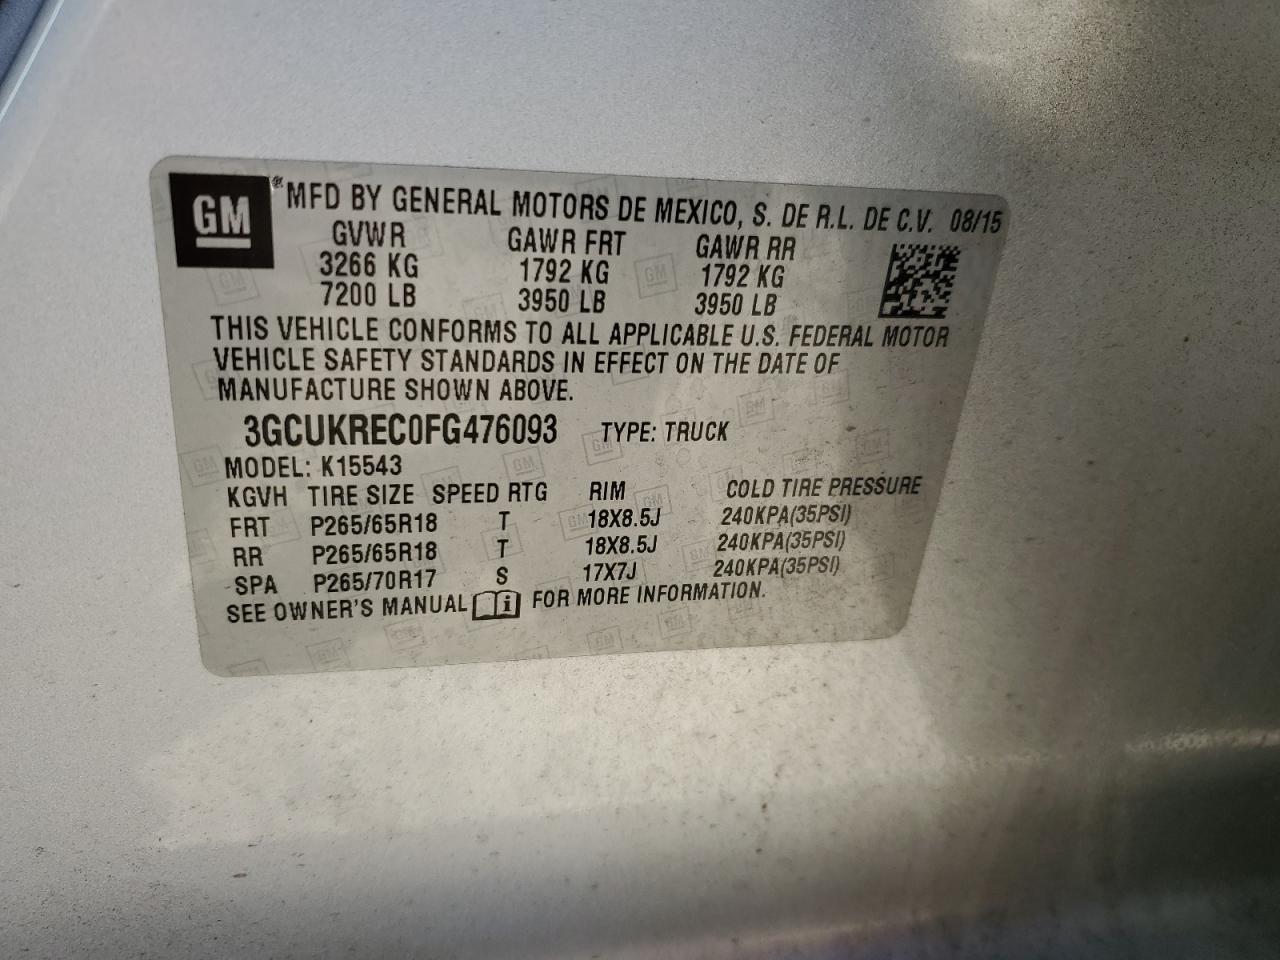 GM ® MFD BY GENERAL MOTORS DE MEXICO, S. DE R.L. DE C.V. 08/15
GVWR GAWR FRT GAWR RR
3266 KG 1792 KG 1792 KG
7200 LB 3950 LB 3950 LB
THIS VEHICLE CONFORMS TO ALL APPLICABLE U.S. FEDERAL MOTOR
VEHICLE SAFETY STANDARDS IN EFFECT ON THE DATE OF
MANUFACTURE SHOWN ABOVE.
3GCUKREC0FG476093 TYPE: TRUCK
MODEL: K15543
KGVH TIRE SIZE SPEED RTG RIM COLD TIRE PRESSURE
FRT P265/65R18 T 18X8.5J 240KPA(35PSI)
RR P265/65R18 T 18X8.5J 240KPA(35PSI)
SPA P265/70R17 S 17X7J 240KPA(35PSI)
SEE OWNER'S MANUAL i FOR MORE INFORMATION.